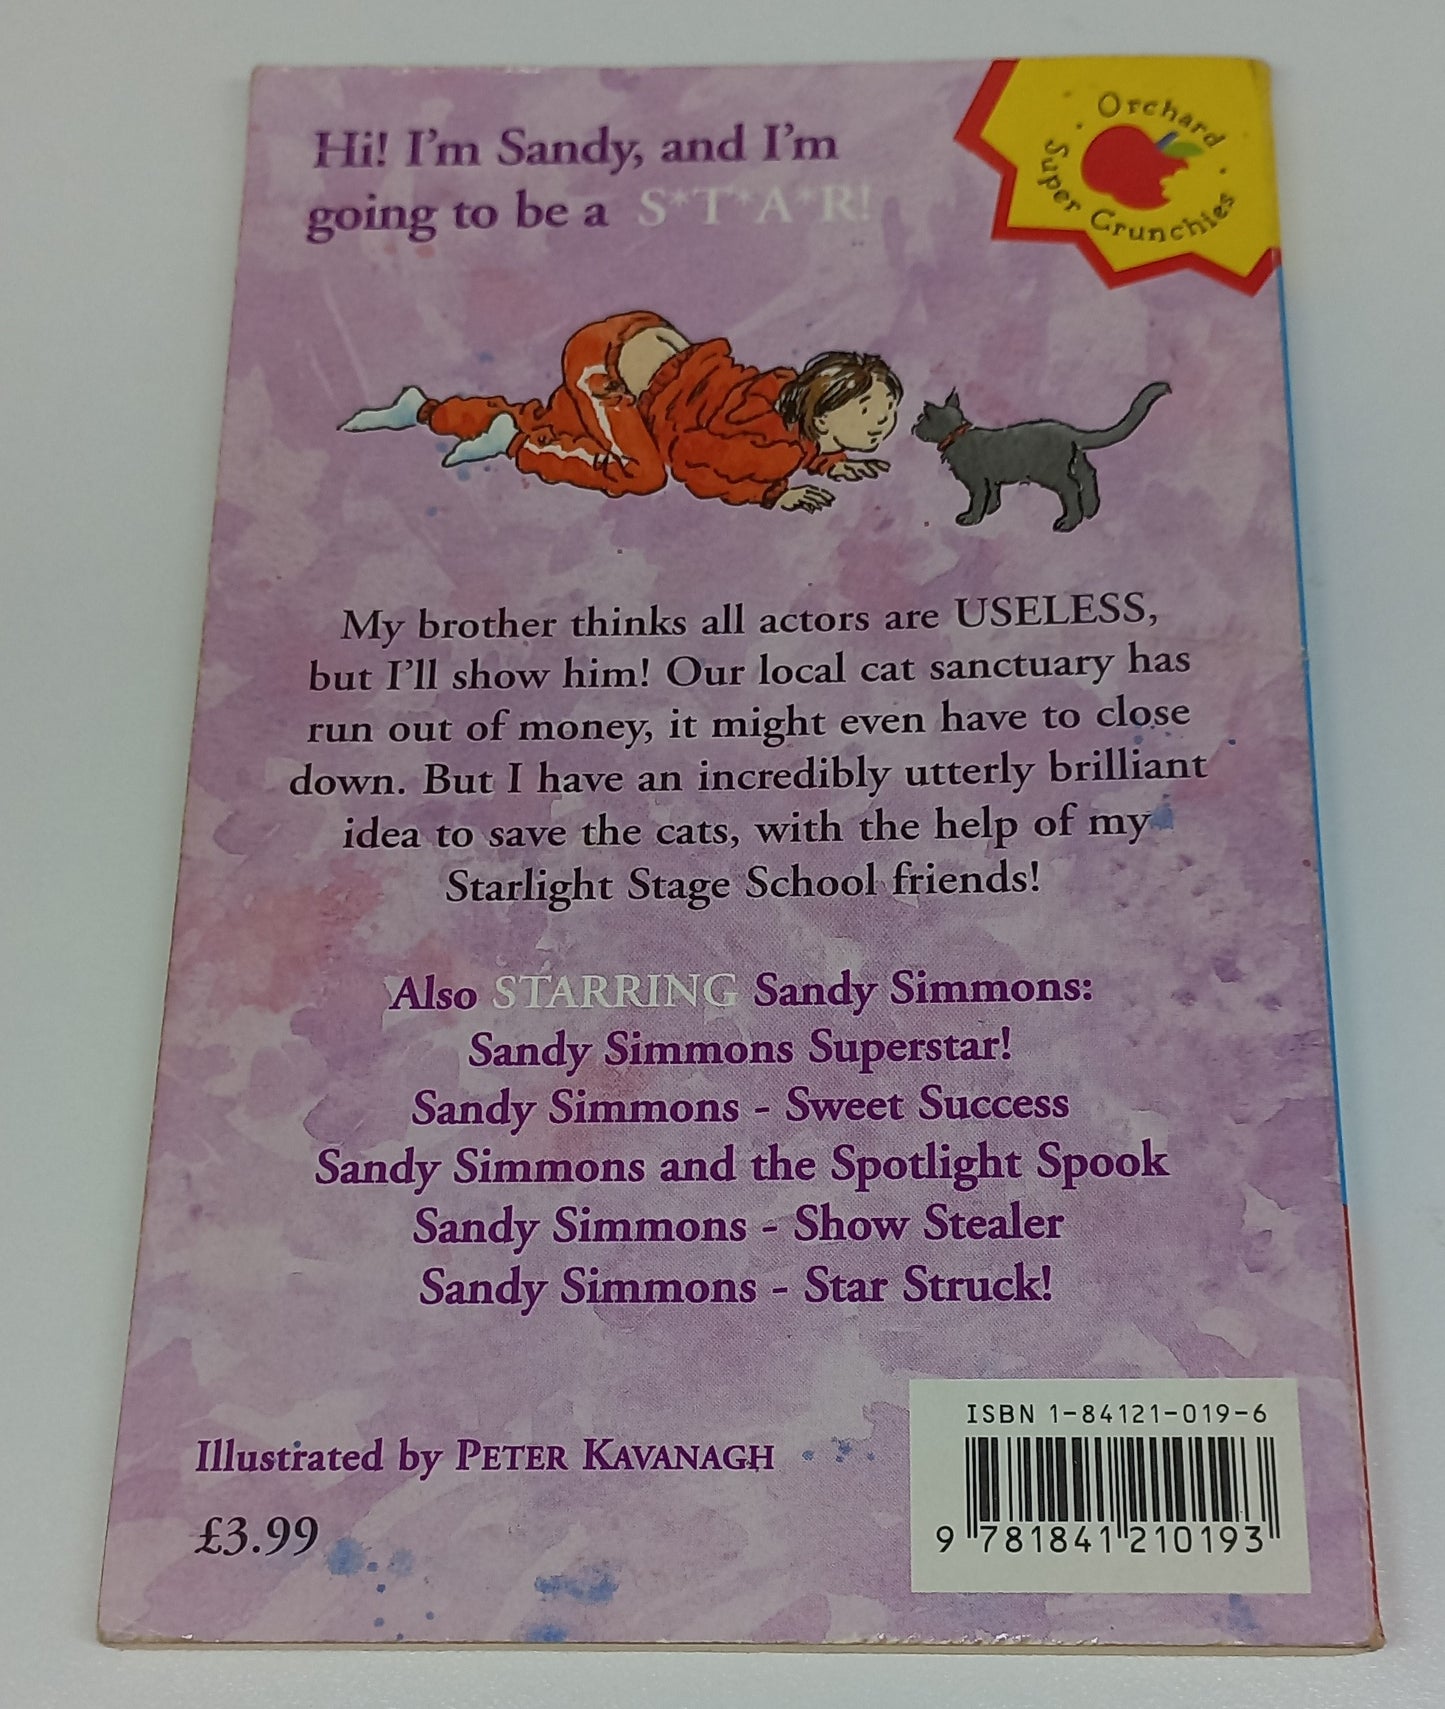 Hi! I'm Sandy, and I'm
going to be a S*T*A*R!
Orchard
Super Crunchies
My brother thinks all actors are USELESS,
but I'll show him! Our local cat sanctuary has
run out of money, it might even have to close
down. But I have an incredibly utterly brilliant
idea to save the cats, with the help of my
Starlight Stage School friends!
Also STARRING Sandy Simmons:
Sandy Simmons Superstar!
Sandy Simmons - Sweet Success
Sandy Simmons and the Spotlight Spook
Sandy Simmons - Show Stealer
Sandy Simmons - Star Struck!
Illustrated by PETER KAVANAGH
£3.99
ISBN 1-84121-019-6
9 781841 210193